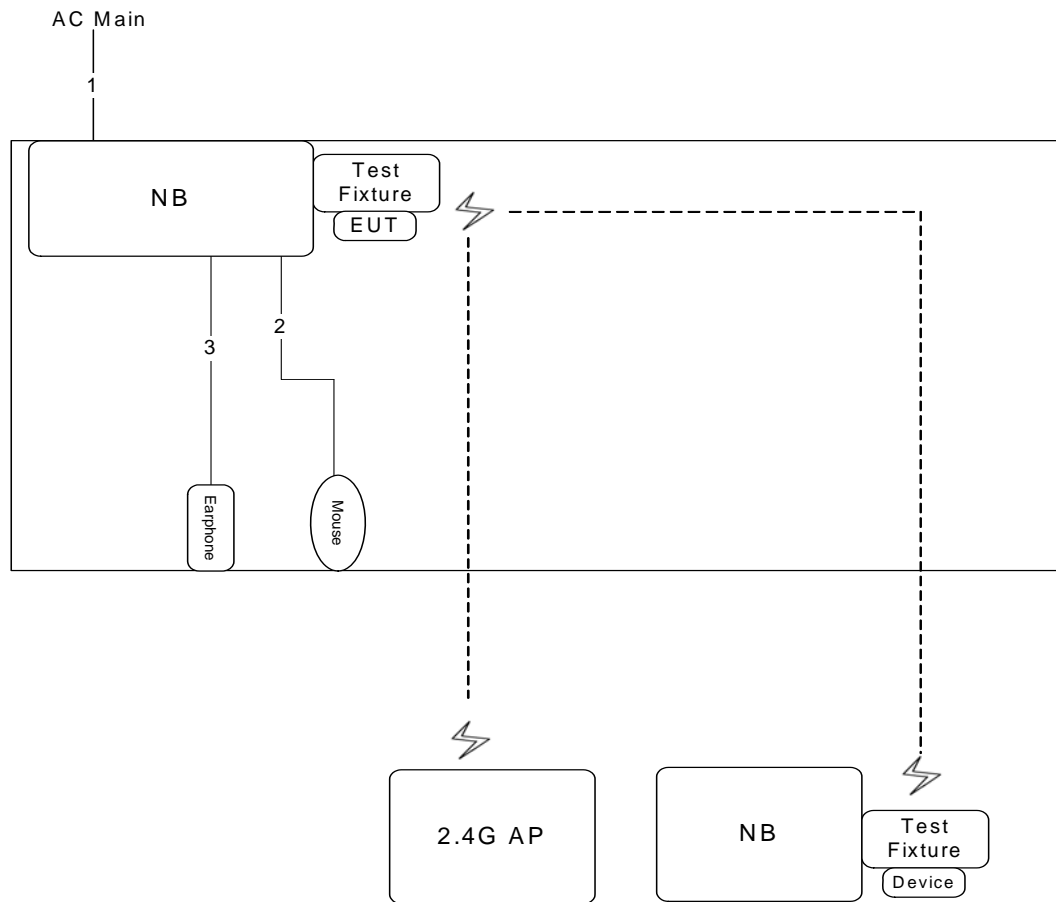 AC Main
1
NB
Test
Fixture
EUT
2
3
Earphone
Mouse
2.4G AP
NB
Test
Fixture
Device